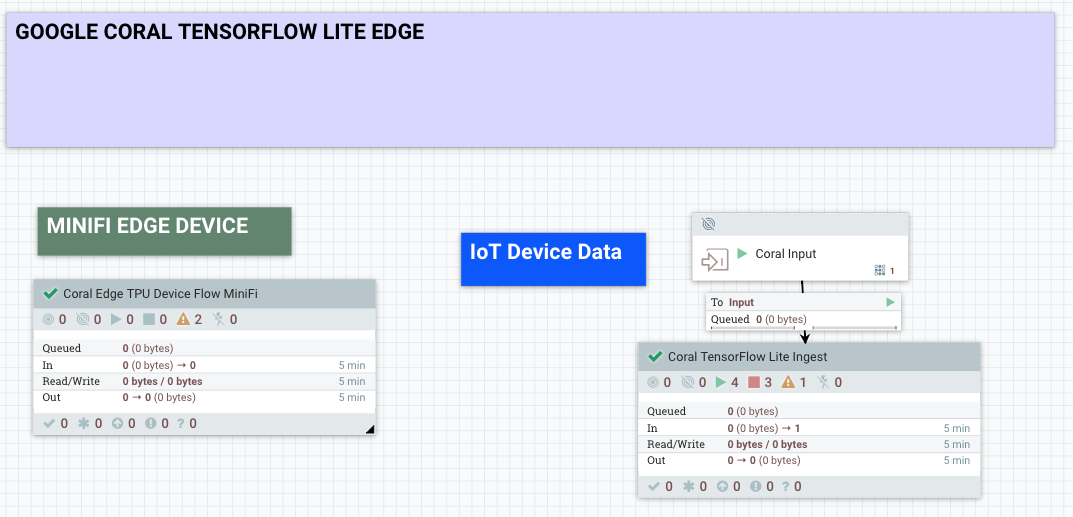 GOOGLE CORAL TENSORFLOW LITE EDGE
MINIFI EDGE DEVICE
Coral Edge TPU Device Flow MiniFi
0 0 0 0 2 0
Queued 0 (0 bytes)
In 0 (0 bytes) → 0 5 min
Read/Write 0 bytes / 0 bytes 5 min
Out 0 → 0 (0 bytes) 5 min
0 0 0 0 ? 0
IoT Device Data
Coral Input
1
To Input
Queued 0 (0 bytes)
Coral TensorFlow Lite Ingest
0 0 4 3 1 0
Queued 0 (0 bytes)
In 0 (0 bytes) → 1 5 min
Read/Write 0 bytes / 0 bytes 5 min
Out 0 → 0 (0 bytes) 5 min
0 0 0 0 ? 0